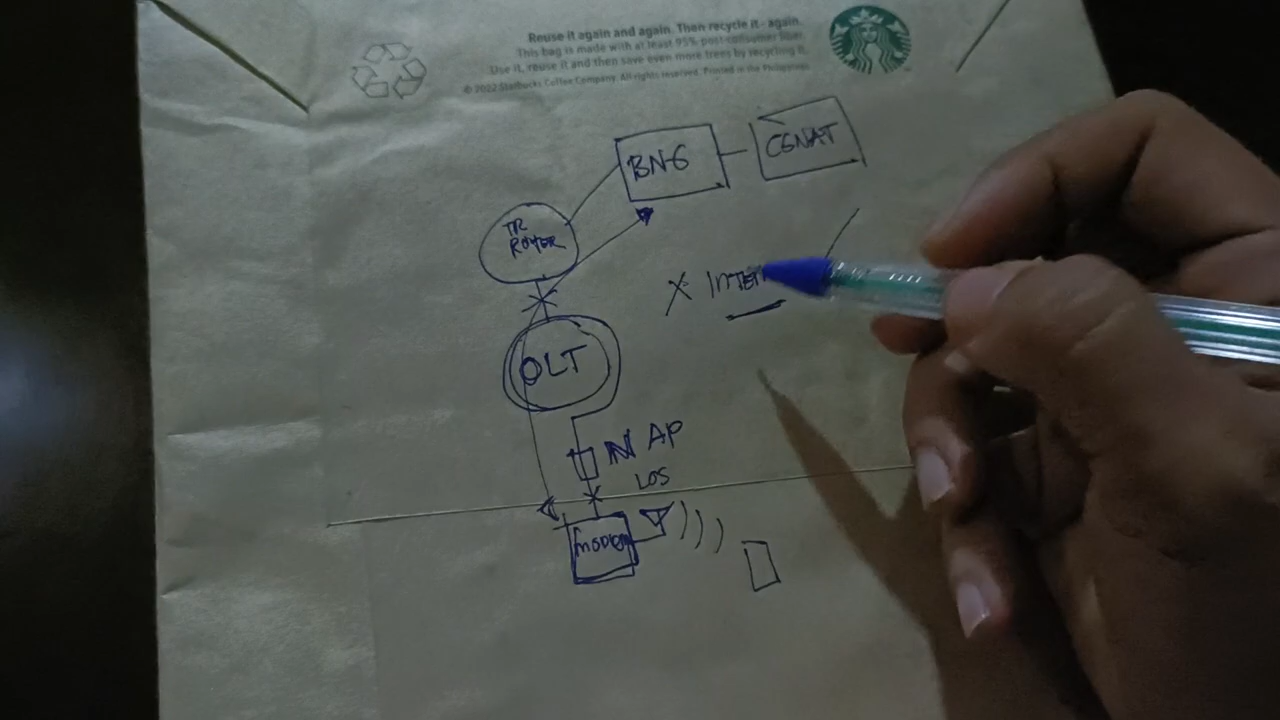 Reuse it again and again. Then recycle it - again.
This bag is made with at least 95% post-consumer fiber.
Use it, reuse it and then save even more trees by recycling it.
© 2022 Starbucks Coffee Company. All rights reserved. Printed in the Philippines
BNG
CGNAT
TR
X
OLT
NAP
LOS
MODEM